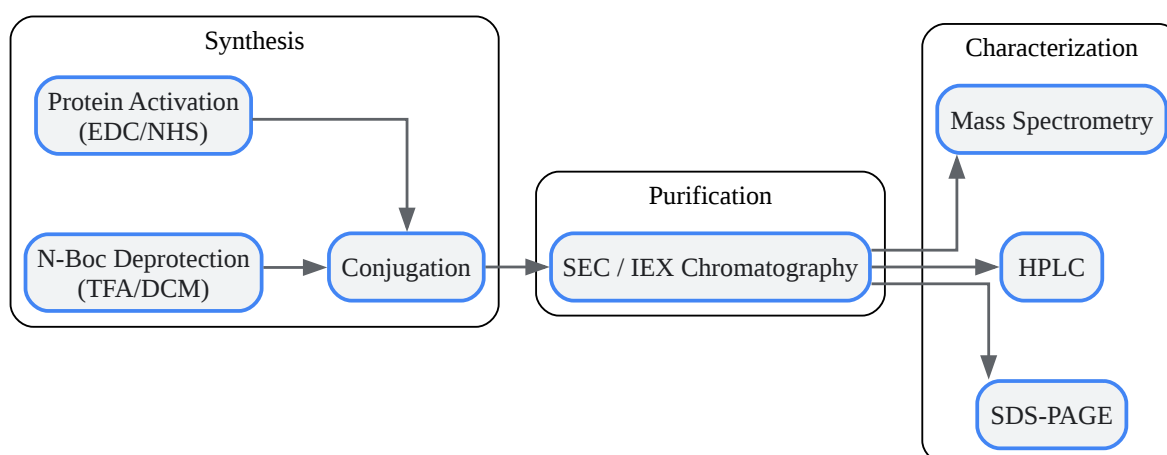 Synthesis
Protein Activation
(EDC/NHS)
N-Boc Deprotection
(TFA/DCM)
Conjugation
Purification
SEC / IEX Chromatography
Characterization
Mass Spectrometry
HPLC
SDS-PAGE